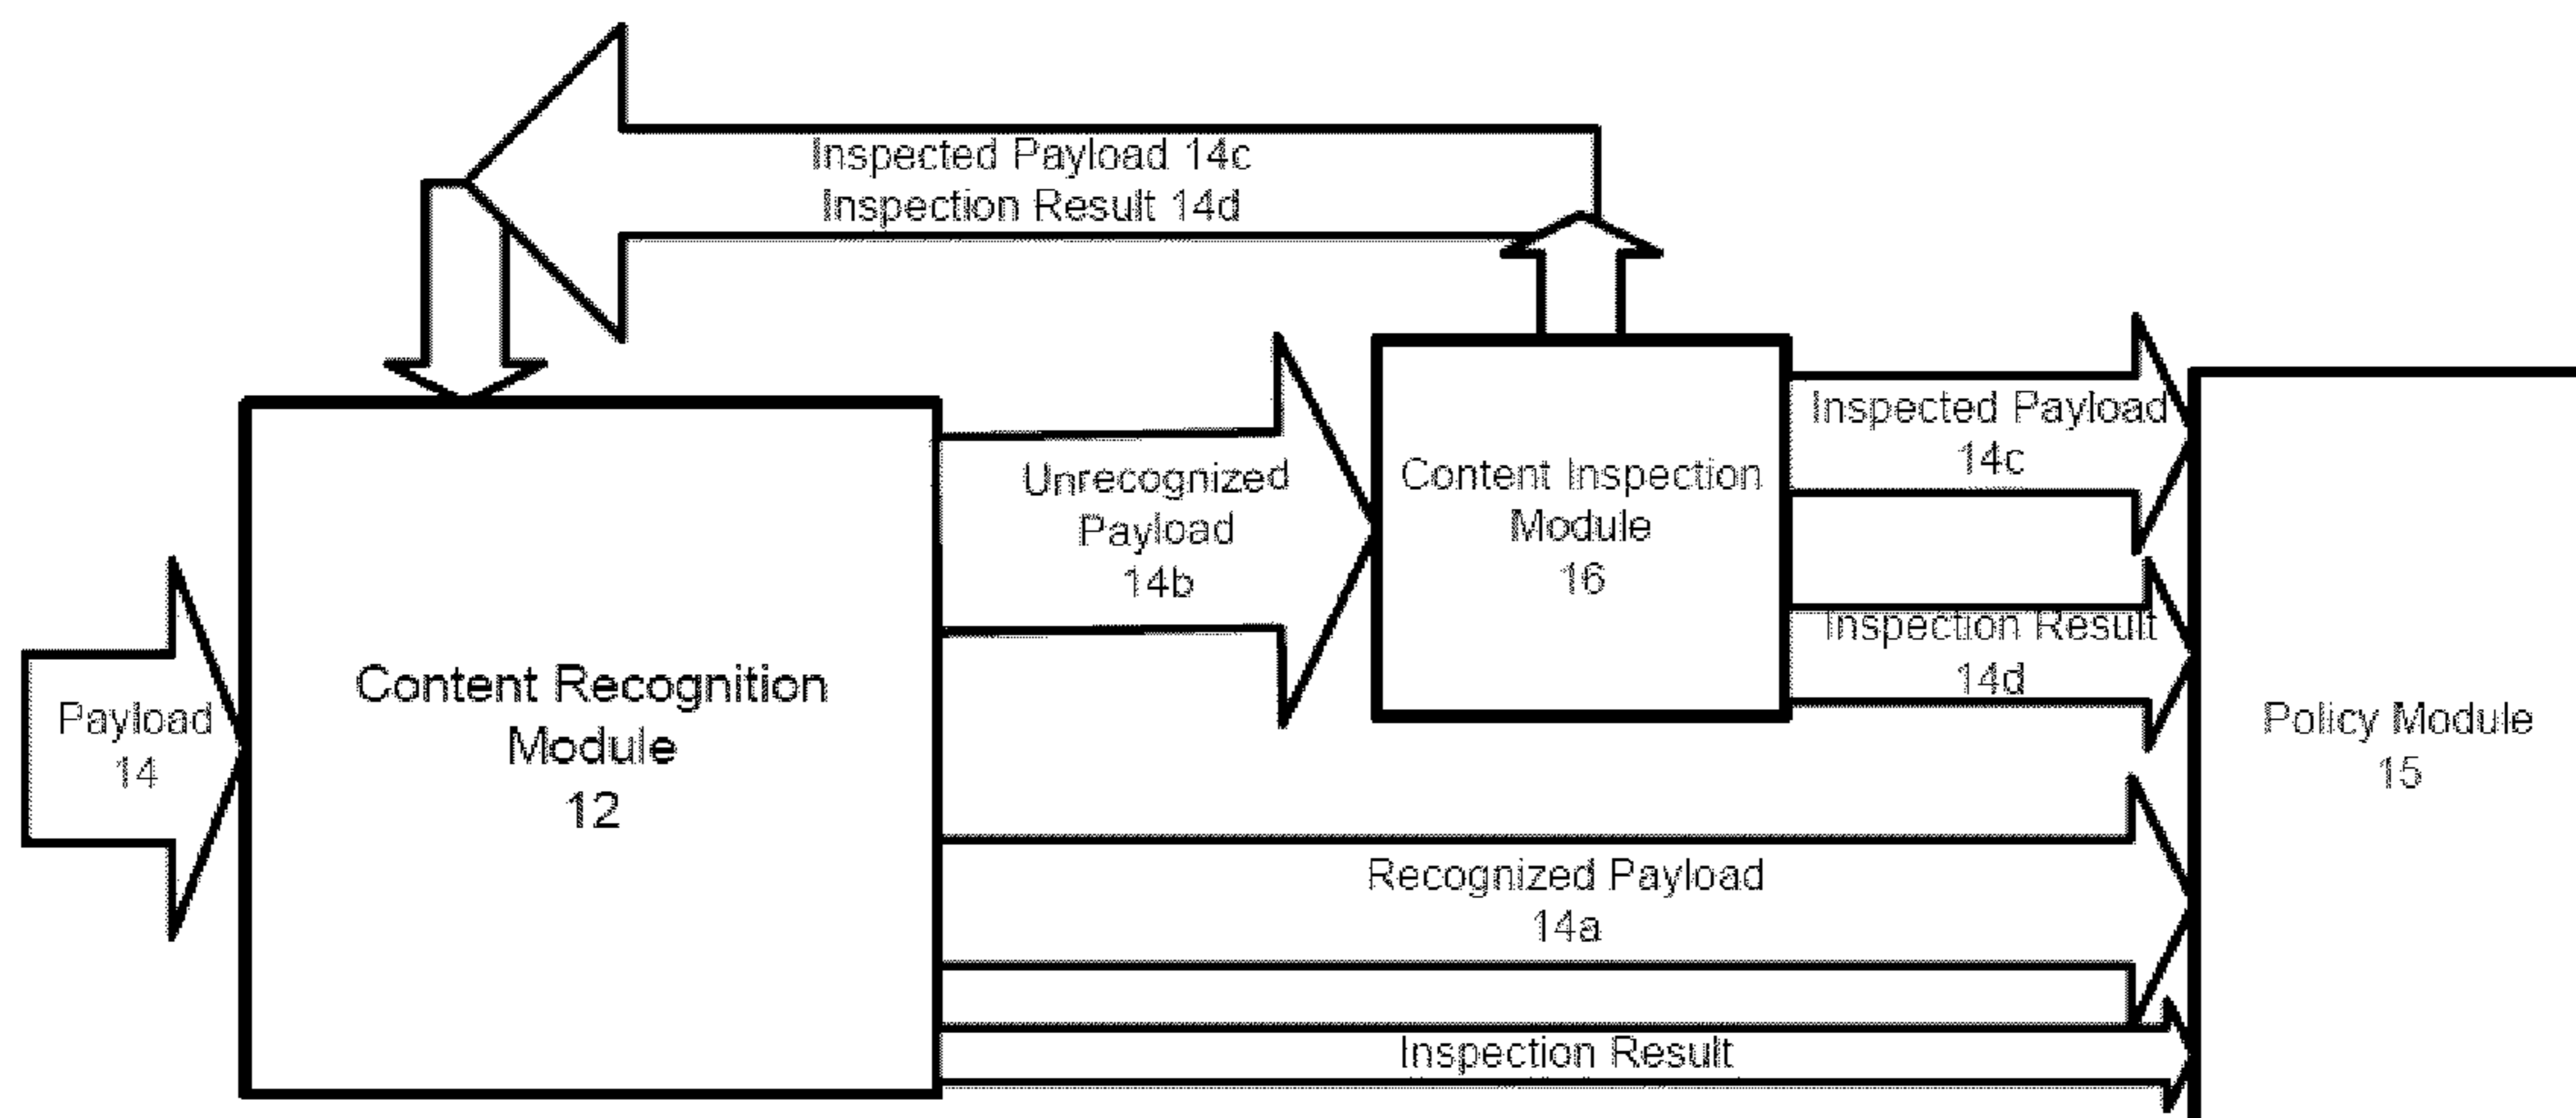 Inspected Payload 14c
Inspection Result 14d
Payload
14
Content Recognition
Module
12
Unrecognized
Payload
14b
Content Inspection
Module
16
Inspected Payload
14c
Inspection Result
14d
Recognized Payload
14a
Inspection Result
Policy Module
15